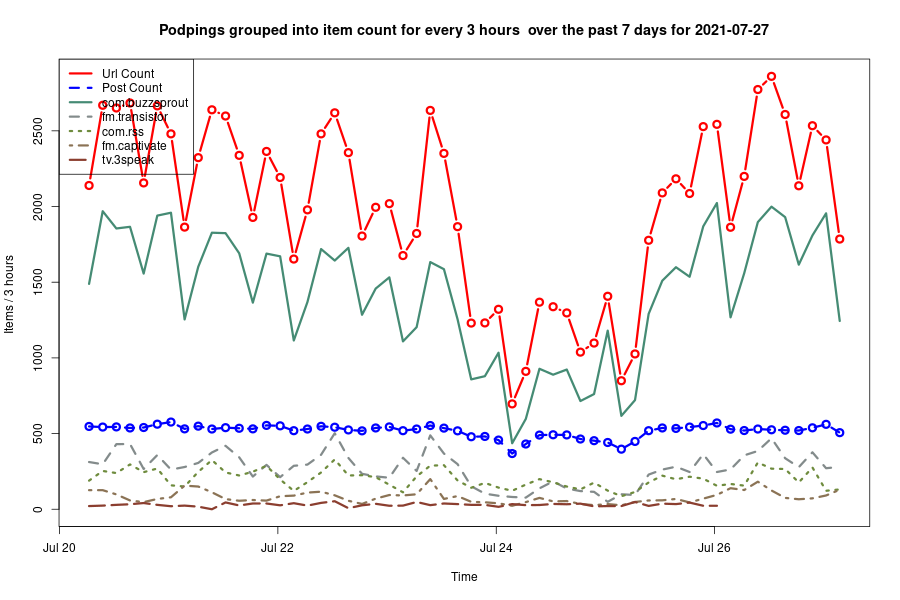 Podpings grouped into item count for every 3 hours  over the past 7 days for 2021-07-27
Url Count
Post Count
com.buzzsprout
fm.transistor
com.rss
fm.captivate
tv.3speak
Items / 3 hours
2500
2000
1500
1000
500
0
Jul 20
Jul 22
Jul 24
Jul 26
Time